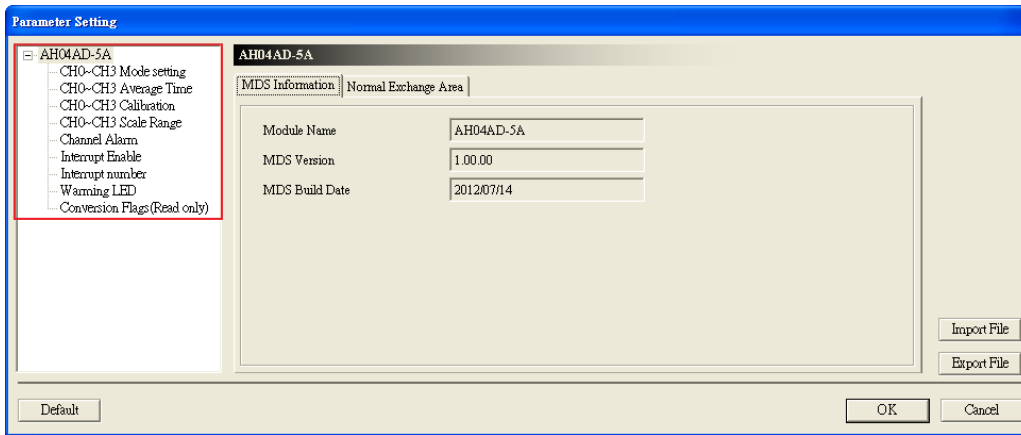 Parameter Setting
AH04AD-5A
CH0~CH3 Mode setting
CH0~CH3 Average Time
CH0~CH3 Calibration
CH0~CH3 Scale Range
Channel Alarm
Interrupt Enable
Interrupt number
Warming LED
Conversion Flags(Read only)
AH04AD-5A
MDS Information Normal Exchange Area
Module Name AH04AD-5A
MDS Version 1.00.00
MDS Build Date 2012/07/14
Import File
Export File
Default OK Cancel